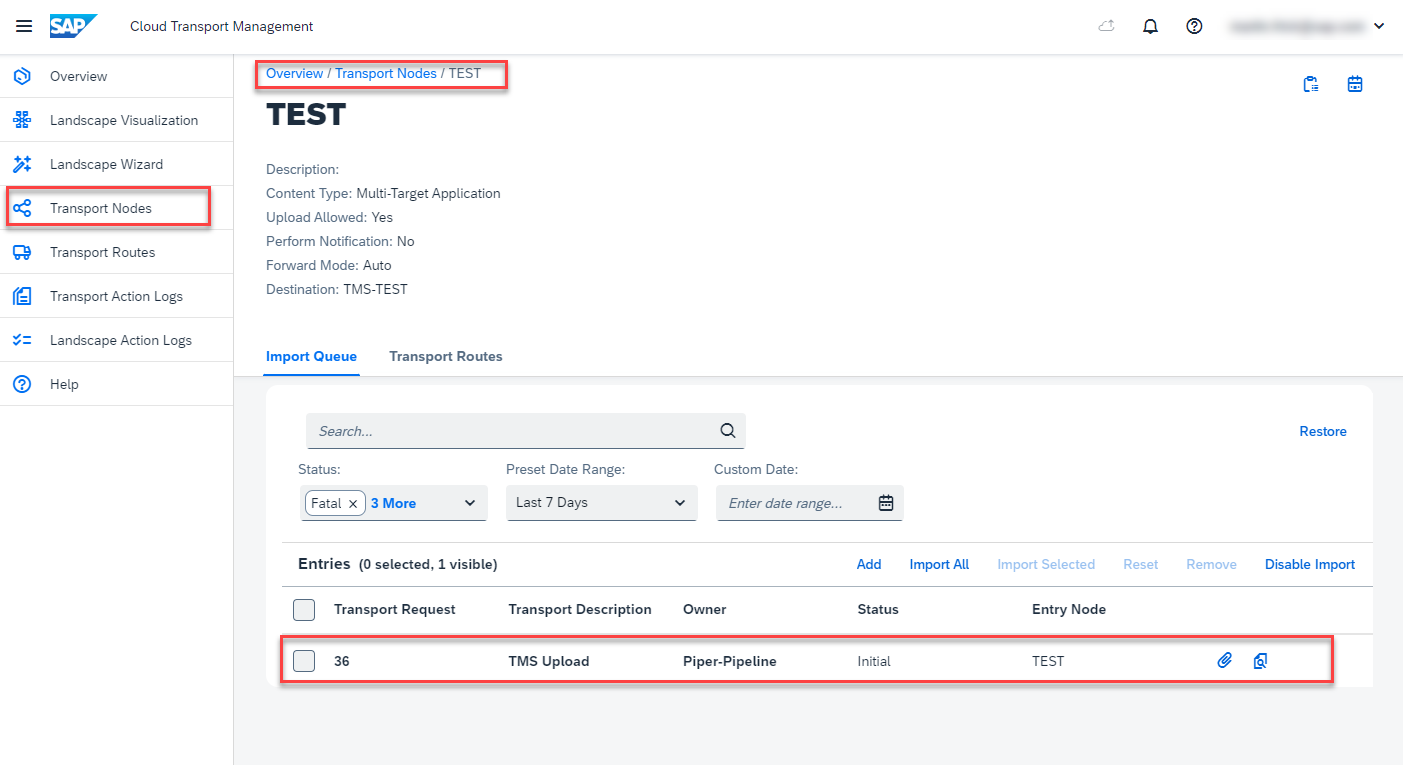 SAP Cloud Transport Management
Overview
Landscape Visualization
Landscape Wizard
Transport Nodes
Transport Routes
Transport Action Logs
Landscape Action Logs
Help
Overview / Transport Nodes / TEST
TEST
Description:
Content Type: Multi-Target Application
Upload Allowed: Yes
Perform Notification: No
Forward Mode: Auto
Destination: TMS-TEST
Import Queue Transport Routes
Search... Restore
Status: Preset Date Range: Custom Date:
Fatal 3 More Last 7 Days Enter date range...
Entries (0 selected, 1 visible) Add Import All Import Selected Reset Remove Disable Import
Transport Request Transport Description Owner Status Entry Node
36 TMS Upload Piper-Pipeline Initial TEST